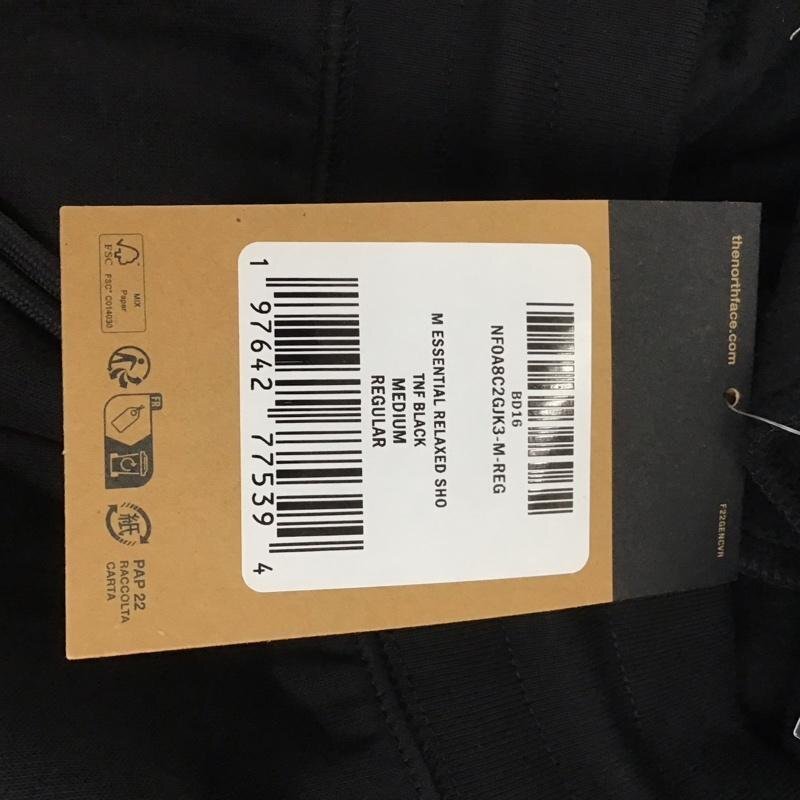 thenorthface.com
F22GENCVR
BD16
NF0A8C2GJK3-M-REG
M ESSENTIAL RELAXED SHO
TNF BLACK
MEDIUM
REGULAR
1 97642 77539 4
FSC
MIX
Paper
FSC® C014030
FR
紙
PAP 22
RACCOLTA
CARTA